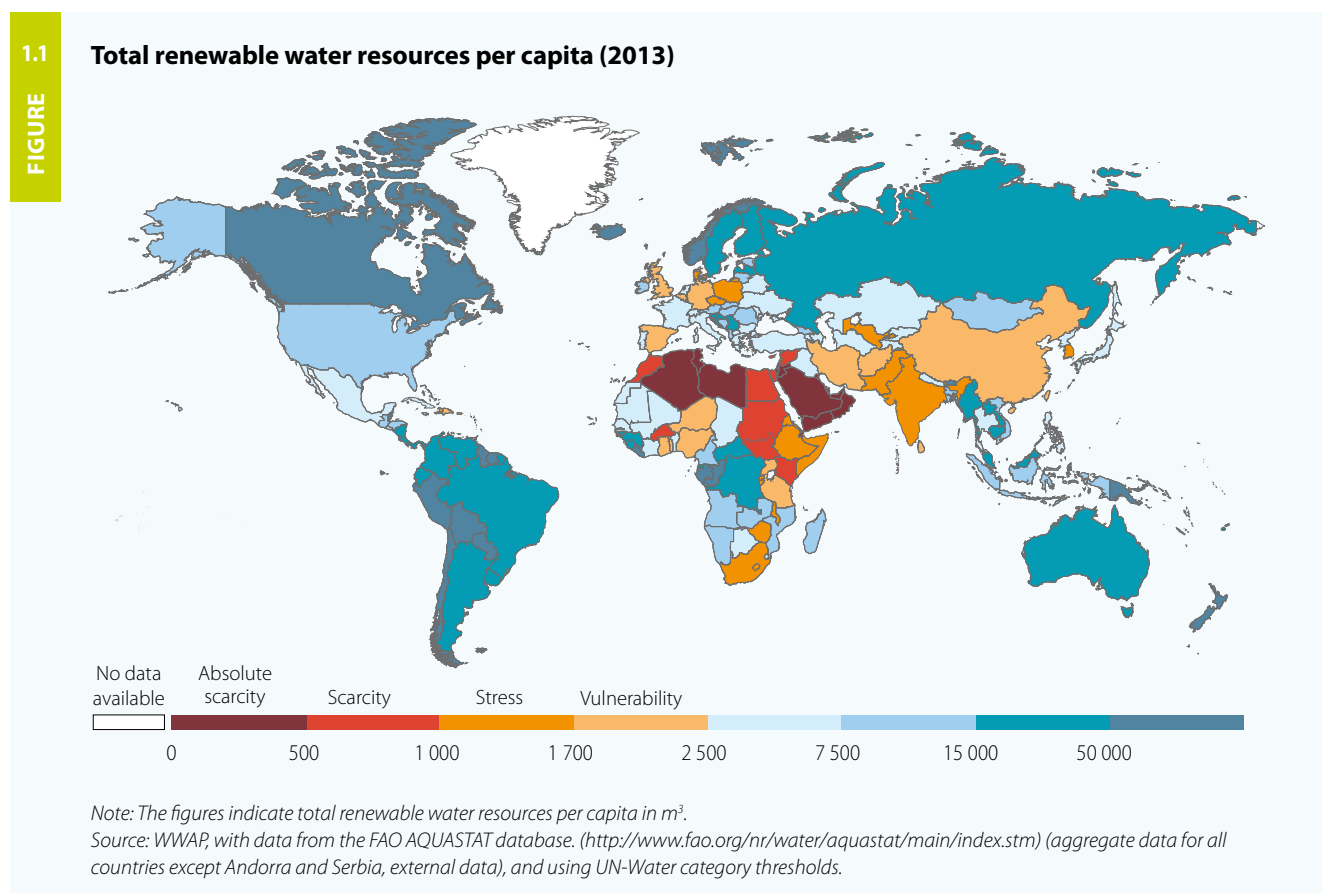 1.1
FIGURE
Total renewable water resources per capita (2013)
No data
available
Absolute
scarcity
Scarcity
Stress
Vulnerability
0
500
1 000
1 700
2 500
7 500
15 000
50 000
Note: The figures indicate total renewable water resources per capita in m³.
Source: WWAP, with data from the FAO AQUASTAT database. (http://www.fao.org/nr/water/aquastat/main/index.stm) (aggregate data for all
countries except Andorra and Serbia, external data), and using UN-Water category thresholds.